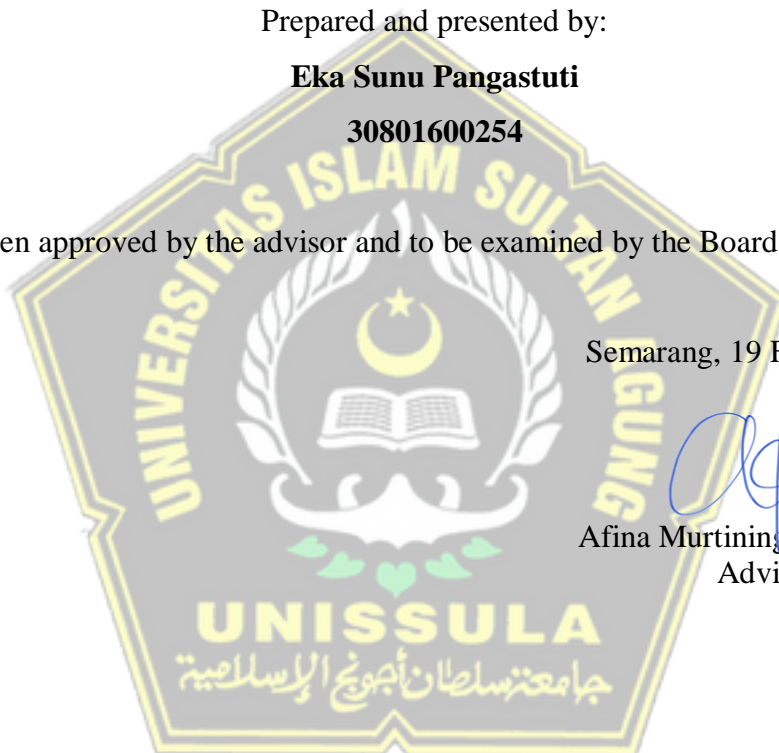 Prepared and presented by:
Eka Sunu Pangastuti
30801600254
UNIVERSITAS ISLAM SULTAN AGUNG
en approved by the advisor and to be examined by the Board
Semarang, 19
Afina Murtining
Advi
UNISSULA
جامعة سلطان أجونج الإسلامية